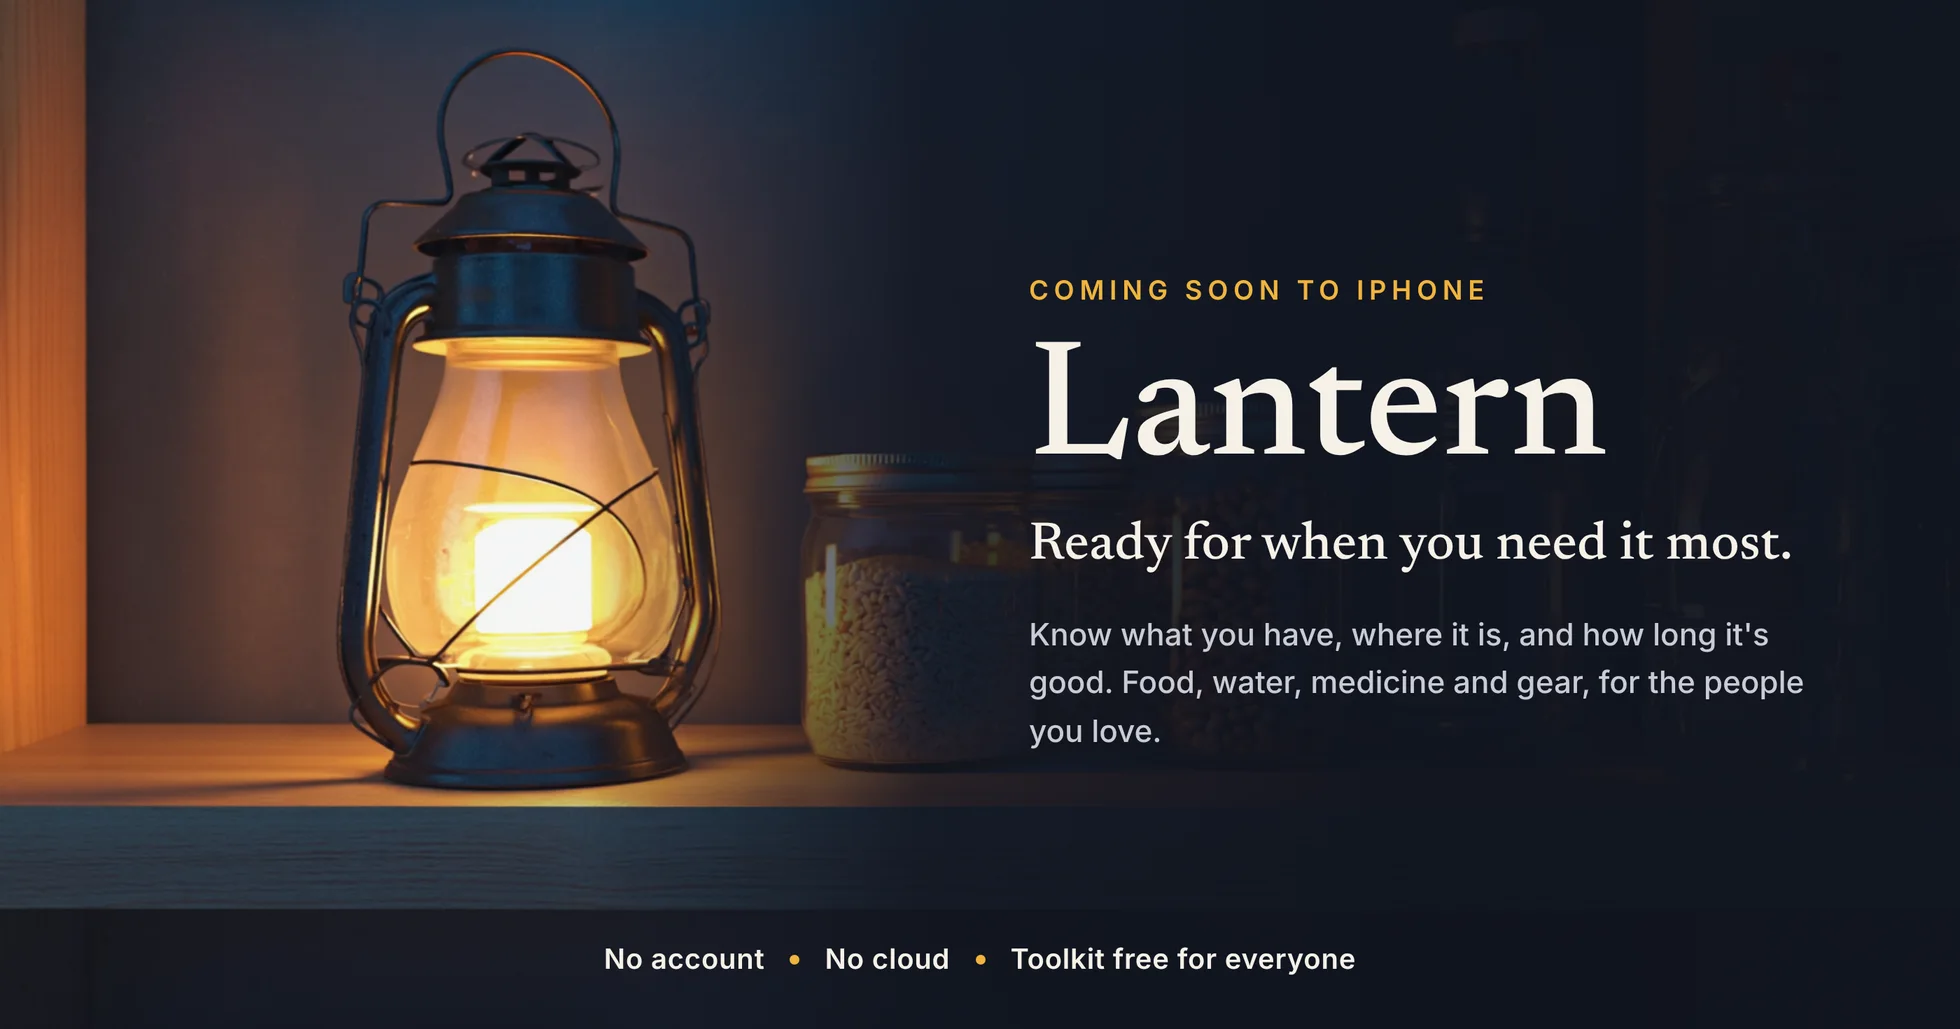 COMING SOON TO IPHONE
Lantern
Ready for when you need it most.
Know what you have, where it is, and how long it's
good. Food, water, medicine and gear, for the people
you love.
No account • No cloud • Toolkit free for everyone